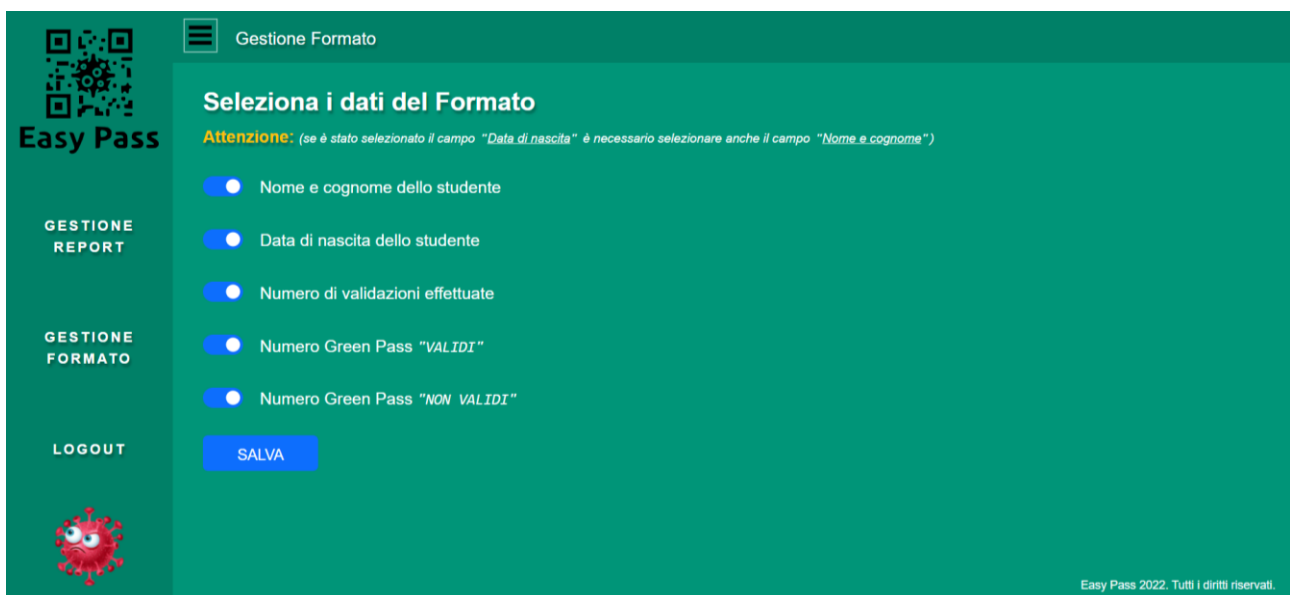 Easy Pass
GESTIONE
REPORT
GESTIONE
FORMATO
LOGOUT
Gestione Formato
Seleziona i dati del Formato
Attenzione: (se è stato selezionato il campo "Data di nascita" è necessario selezionare anche il campo "Nome e cognome")
Nome e cognome dello studente
Data di nascita dello studente
Numero di validazioni effettuate
Numero Green Pass "VALIDI"
Numero Green Pass "NON VALIDI"
SALVA
Easy Pass 2022. Tutti i diritti riservati.